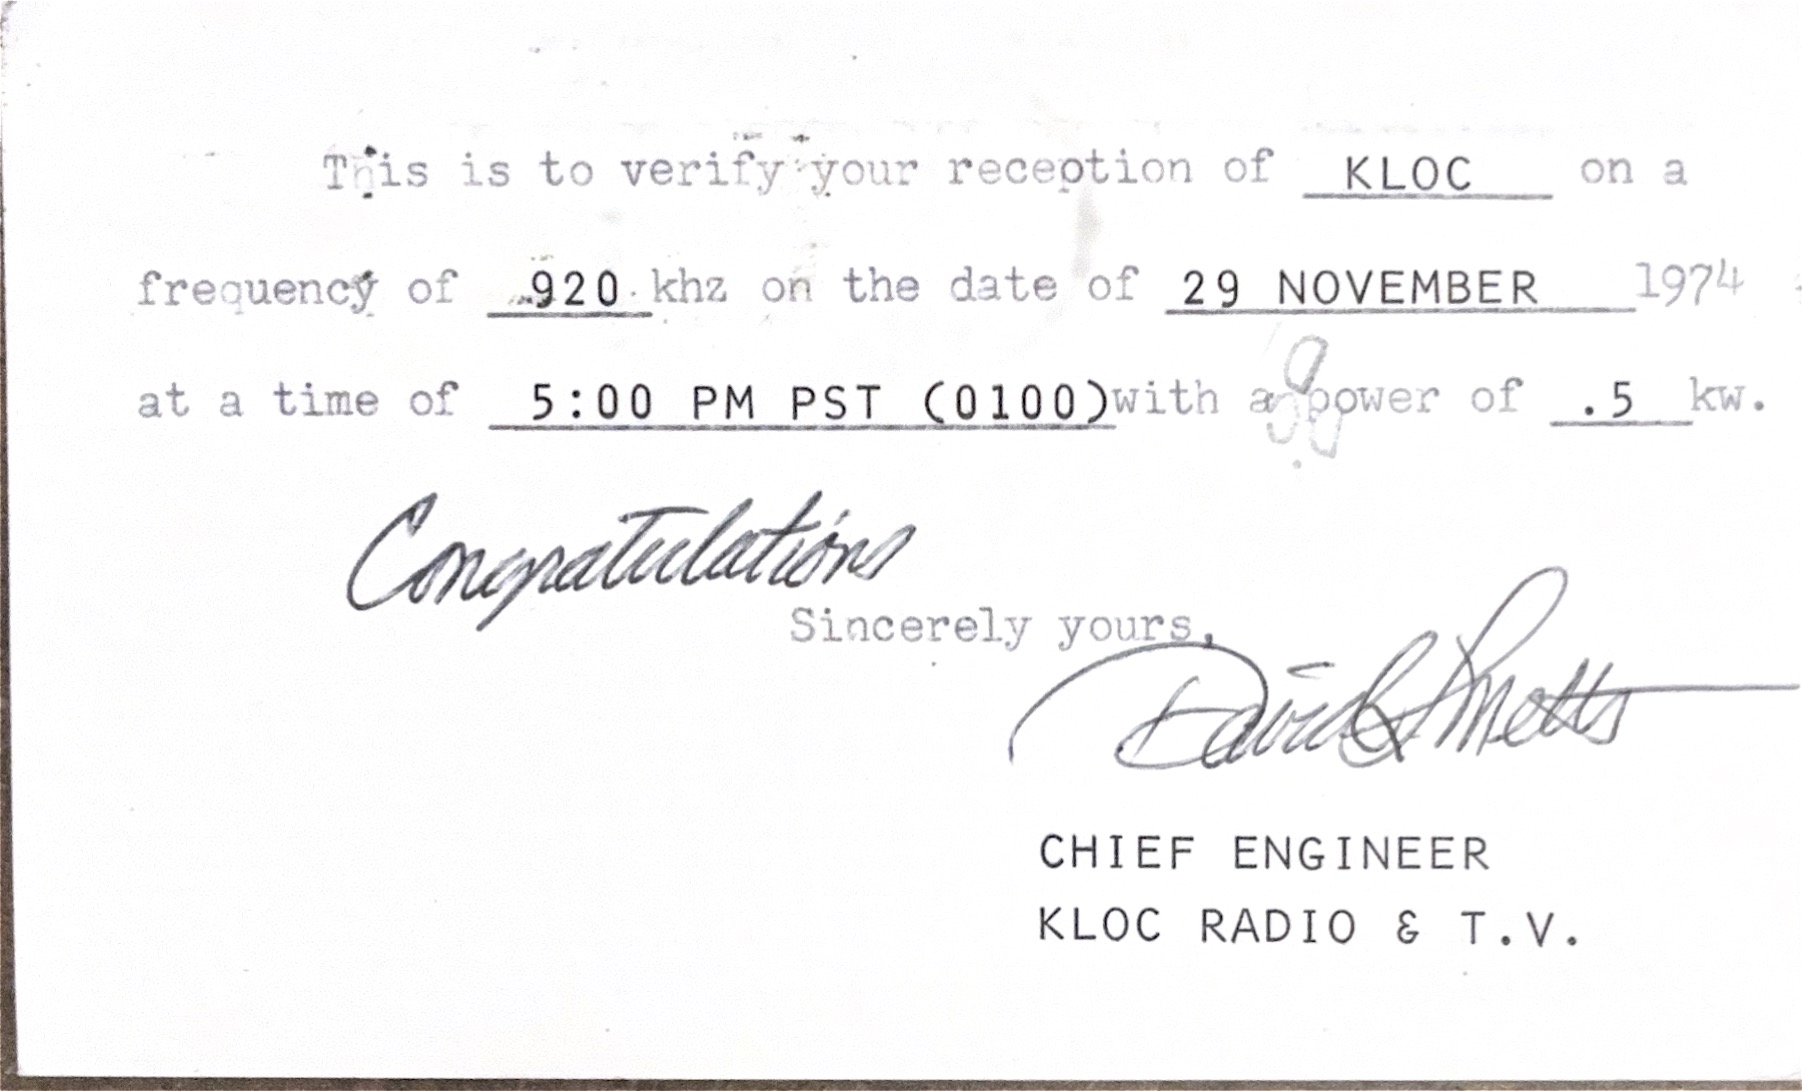 This is to verify your reception of KLOC on a
frequency of 920 khz on the date of 29 NOVEMBER 1974
at a time of 5:00 PM PST (0100) with a power of .5 kw.
Congratulations
Sincerely yours,
David
CHIEF ENGINEER
KLOC RADIO & T.V.